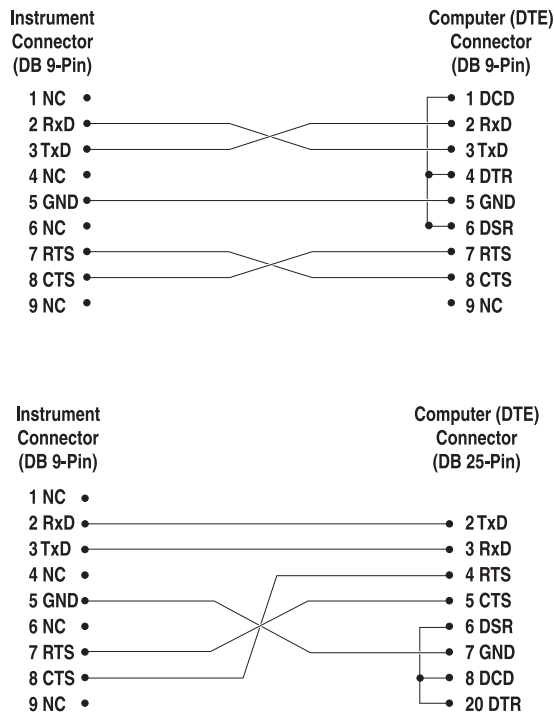 Instrument
Connector
(DB 9-Pin)
Computer (DTE)
Connector
(DB 9-Pin)
1 NC
1 DCD
2 RxD
2 RxD
3 TxD
3 TxD
4 NC
4 DTR
5 GND
5 GND
6 NC
6 DSR
7 RTS
7 RTS
8 CTS
8 CTS
9 NC
9 NC
Instrument
Connector
(DB 9-Pin)
Computer (DTE)
Connector
(DB 25-Pin)
1 NC
2 RxD
2 TxD
3 TxD
3 RxD
4 NC
4 RTS
5 GND
5 CTS
6 NC
6 DSR
7 RTS
7 GND
8 CTS
8 DCD
9 NC
20 DTR